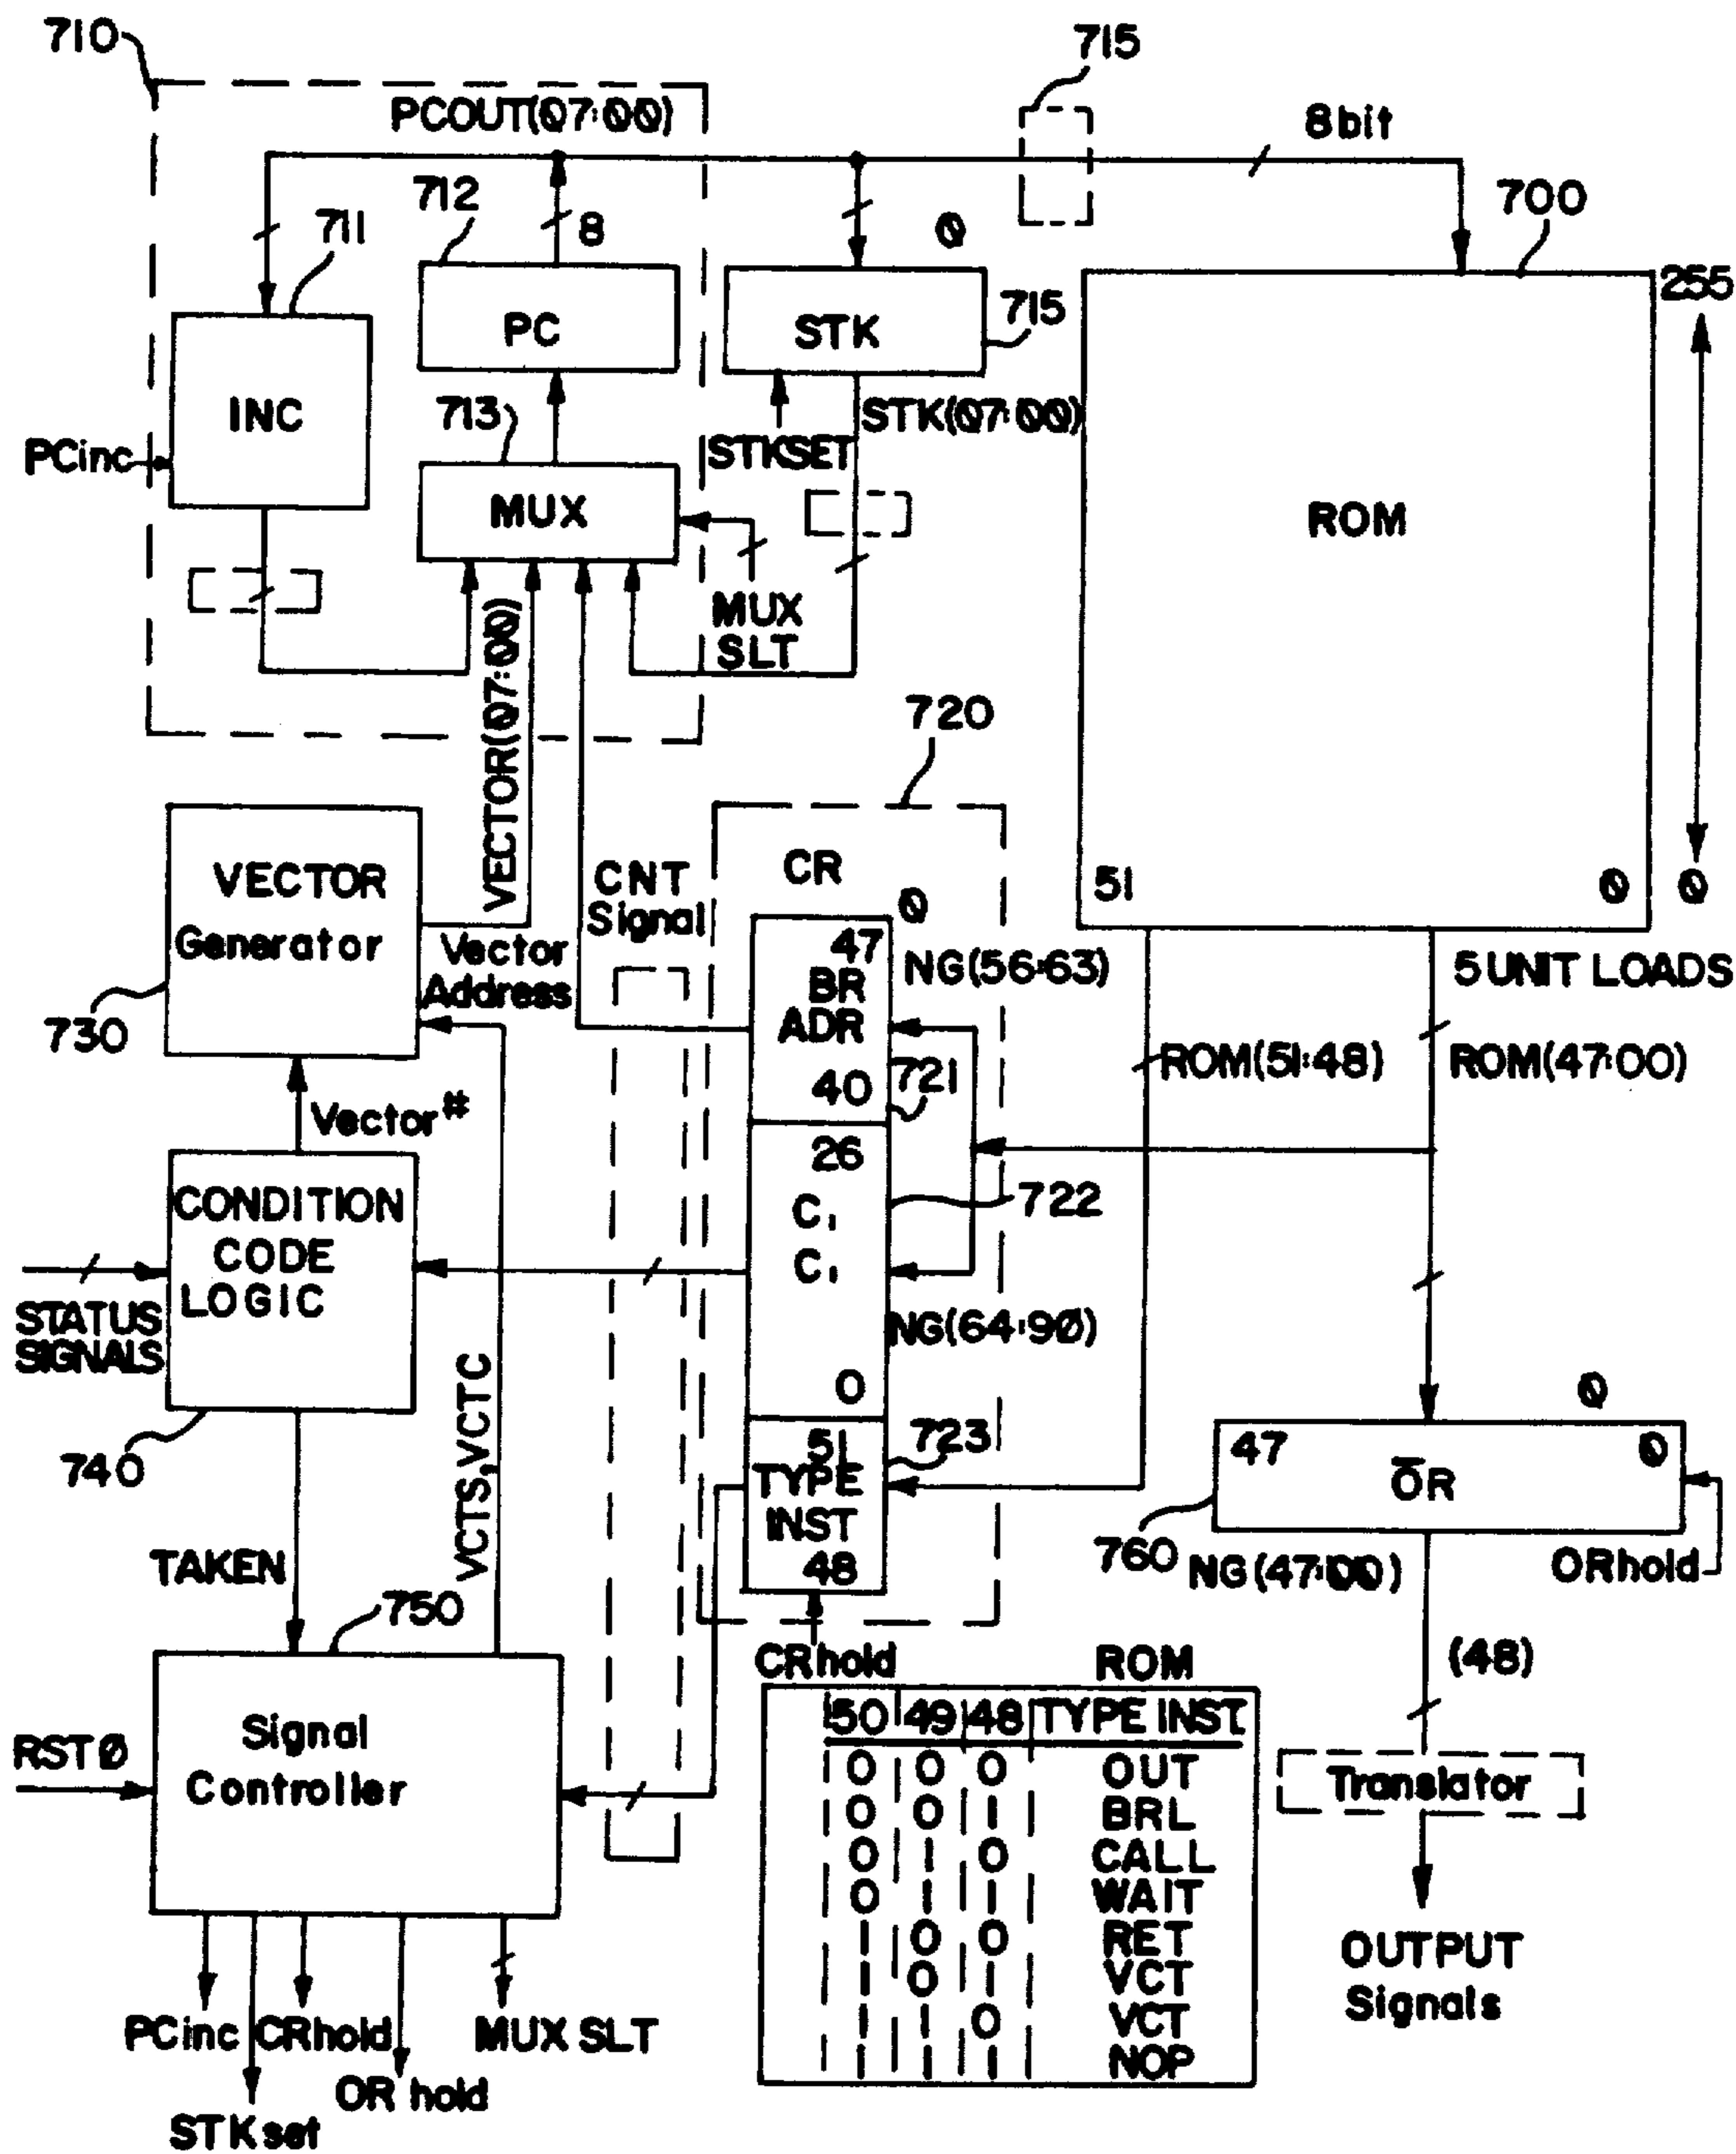 710
715
PCOUT(07:00)
8bit
712
700
711
8
0
255
PC
STK
715
INC
713
STK(07:00)
STKSET
PCinc
MUX
ROM
MUX
SLT
VECTOR(07:00)
720
VECTOR
Generator
CNT
Signal
CR
0
51
0
0
Vector
Address
47
BR
ADR
40
NG(56:63)
5 UNIT LOADS
730
721
ROM(51:48)
ROM(47:00)
Vector#
26
C1
C1
0
722
CONDITION
CODE
LOGIC
STATUS
SIGNALS
NG(64:90)
VCTS,VCTC
0
740
51
TYPE
INST
48
723
47
0
OR
760
NG(47:00)
ORhold
TAKEN
750
CRhold
ROM
(48)
Signal
Controller
RST0
50 49 48 TYPE INST
0 0 0 OUT
0 0 1 BRL
0 1 0 CALL
0 1 1 WAIT
1 0 0 RET
1 0 1 VCT
1 1 0 VCT
1 1 1 NOP
Translator
OUTPUT
Signals
PCinc
CRhold
MUX SLT
OR hold
STKset